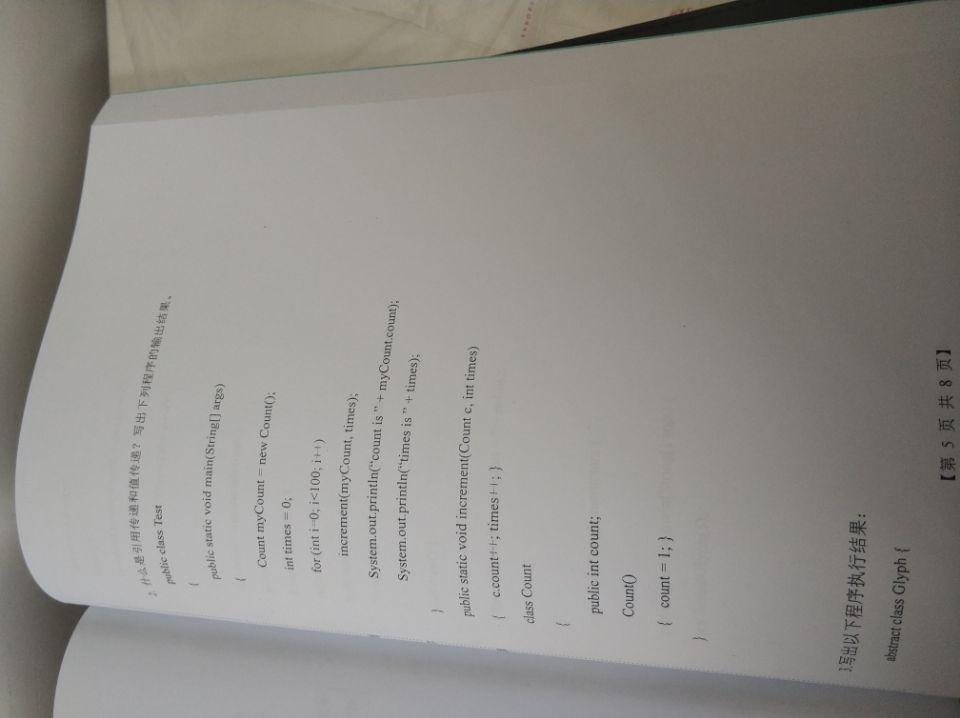 2. 什么是引用传递和值传递？写出下列程序的输出结果。
public class Test
{
public static void main(String[] args)
{
Count myCount = new Count();
int times = 0;
for (int i=0; i<100; i++)
increment(myCount, times);
System.out.println(“count is ” + myCount.count);
System.out.println(“times is ” + times);
}
public static void increment(Count c, int times)
{ c.count++; times++; }
class Count
{
public int count;
Count()
{ count = 1; }
}
3.写出以下程序执行结果：
abstract class Glyph {
【第 5 页 共 8 页】